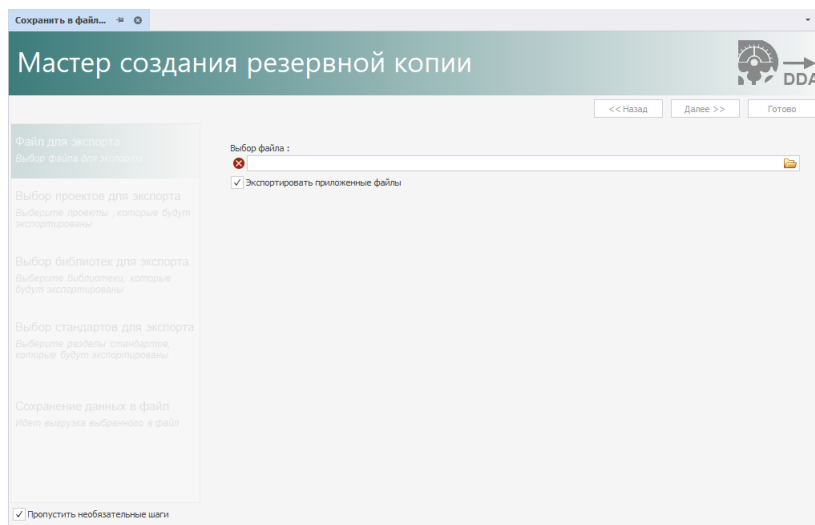 Сохранить в файл...
Мастер создания резервной копии
DDA
<< Назад
Далее >>
Готово
Файл для экспорта
Выбор файла для экспорта
Выбор файла :
Экспортировать приложенные файлы
Выбор проектов для экспорта
Выберите проекты , которые будут
экспортированы
Выбор библиотек для экспорта
Выберите библиотеки, которые
будут экспортированы
Выбор стандартов для экспорта
Выберите разделы стандартов,
которые будут экспортированы
Сохранение данных в файл
Идет выгрузка выбранного в файл
Пропустить необязательные шаги